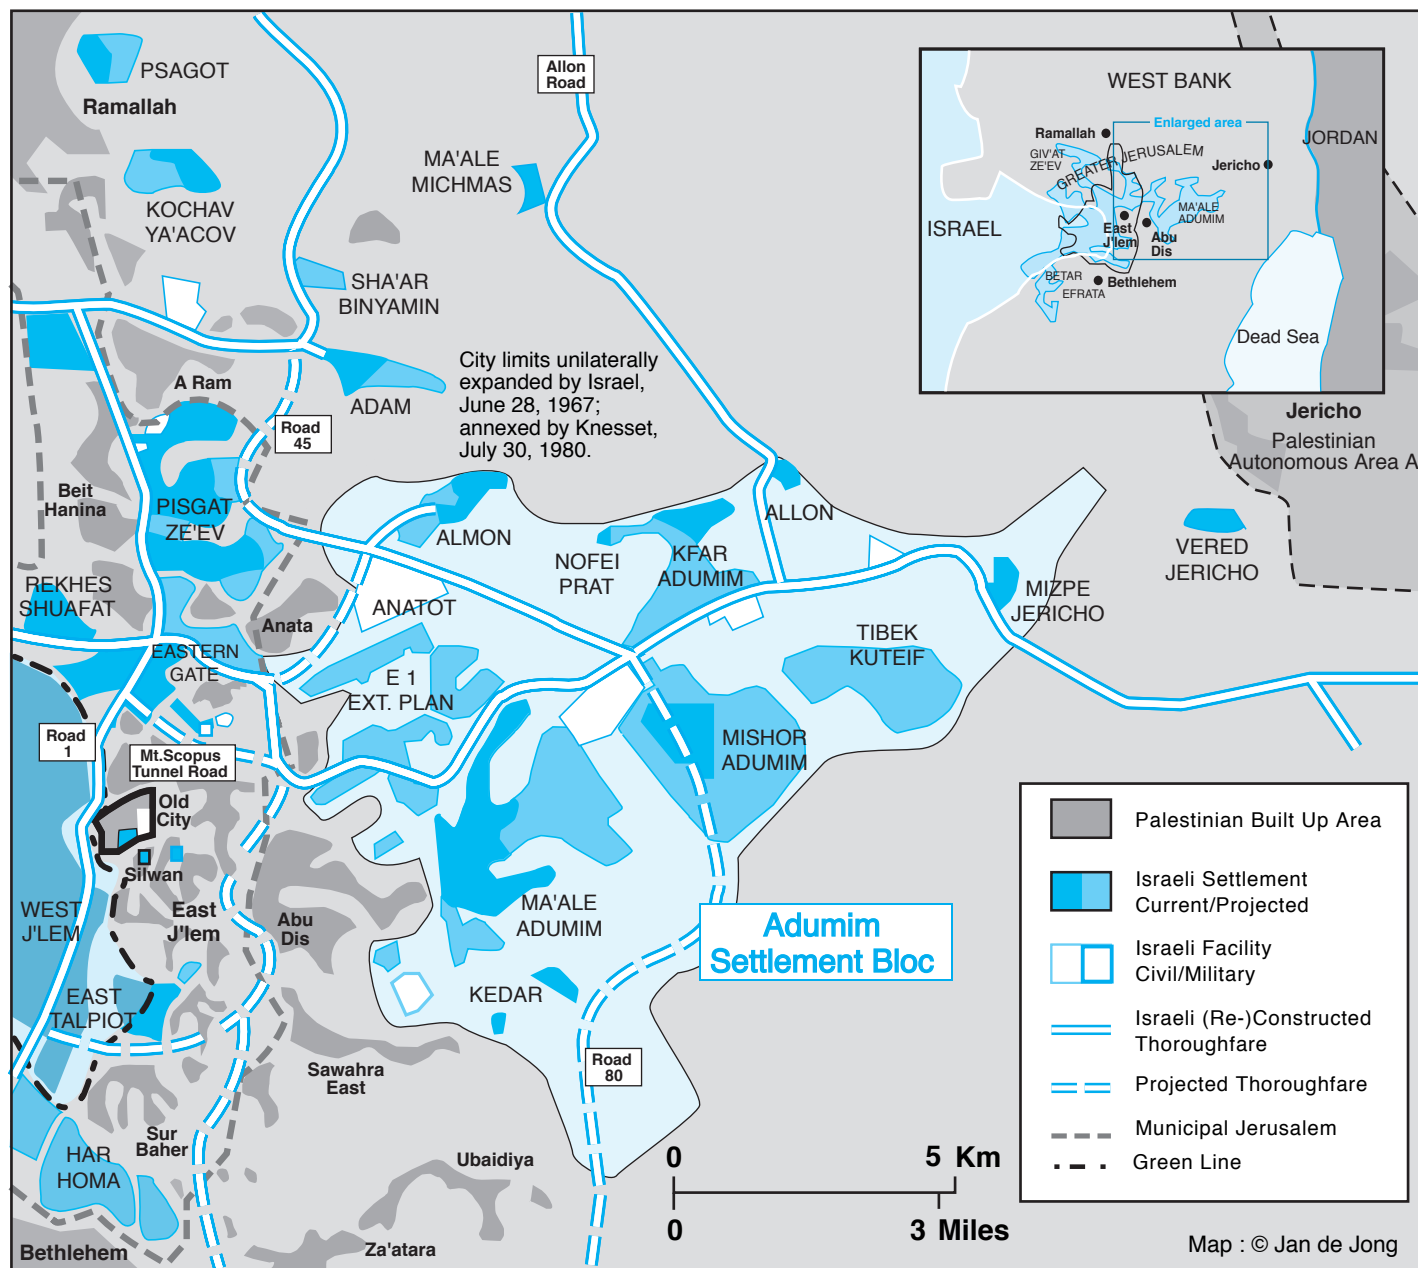 PSAGOT
Ramallah
KOCHAV
YA'ACOV
Allon
Road
MA'ALE
MICHMAS
SHA'AR
BINYAMIN
ADAM
A Ram
Road
45
City limits unilaterally
expanded by Israel,
June 28, 1967;
annexed by Knesset,
July 30, 1980.
WEST BANK
Enlarged area
Ramallah
JORDAN
GIV'AT
ZE'EV
GREATER JERUSALEM
Jericho
MA'ALE
ADUMIM
ISRAEL
East
J'lem
Abu
Dis
BETAR
EFRATA
Bethlehem
Dead Sea
Jericho
Palestinian
Autonomous Area A
Beit
Hanina
PISGAT
ZE'EV
ALMON
NOFEI
PRAT
KFAR
ADUMIM
ALLON
VERED
JERICHO
REKHES
SHUAFAT
Anata
ANATOT
MIZPE
JERICHO
TIBEK
KUTEIF
EASTERN
GATE
E 1
EXT. PLAN
Road
1
Mt.Scopus
Tunnel Road
MISHOR
ADUMIM
Old
City
Silwan
WEST
J'LEM
East
J'lem
Abu
Dis
MA'ALE
ADUMIM
Adumim
Settlement Bloc
EAST
TALPIOT
KEDAR
Sawahra
East
Road
80
Sur
Baher
HAR
HOMA
Ubaidiya
Za'atara
Bethlehem
0 5 Km
0 3 Miles
Palestinian Built Up Area
Israeli Settlement
Current/Projected
Israeli Facility
Civil/Military
Israeli (Re-)Constructed
Thoroughfare
Projected Thoroughfare
Municipal Jerusalem
Green Line
Map : © Jan de Jong